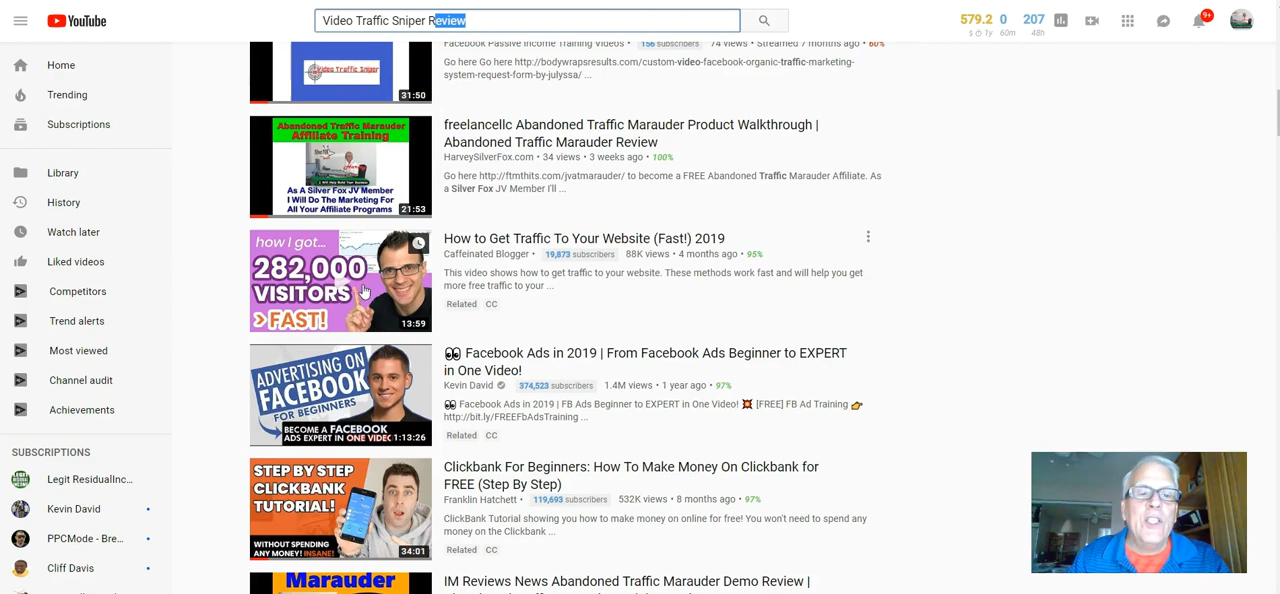 YouTube
Video Traffic Sniper Review
579.2 0 207
1y 60m 48h
9+
Home
Trending
Subscriptions
Library
History
Watch later
Liked videos
Competitors
Trend alerts
Most viewed
Channel audit
Achievements
SUBSCRIPTIONS
Legit ResidualInc...
Kevin David
PPCMode - Bre...
Cliff Davis
Video Traffic Sniper
31:50
Facebook Passive Income Training Videos • 156 subscribers 74 views • Streamed 7 months ago • 60%
Go here Go here http://bodywrapsresults.com/custom-video-facebook-organic-traffic-marketing-
system-request-form-by-julyssa/ ...
Abandoned Traffic Marauder
Affiliate Training
As A Silver Fox JV Member
I Will Do The Marketing For
All Your Affiliate Programs
21:53
freelancellc Abandoned Traffic Marauder Product Walkthrough |
Abandoned Traffic Marauder Review
HarveySilverFox.com • 34 views • 3 weeks ago • 100%
Go here http://ftmthits.com/jvatmarauder/ to become a FREE Abandoned Traffic Marauder Affiliate. As
a Silver Fox JV Member I'll ...
how i got...
282,000
VISITORS
> FAST!
13:59
How to Get Traffic To Your Website (Fast!) 2019
Caffeinated Blogger • 19,873 subscribers 88K views • 4 months ago • 95%
This video shows how to get traffic to your website. These methods work fast and will help you get
more free traffic to your ...
Related CC
ADVERTISING ON
FACEBOOK
FOR BEGINNERS
BECOME A FACEBOOK
ADS EXPERT IN ONE VIDEO
1:13:26
👀 Facebook Ads in 2019 | From Facebook Ads Beginner to EXPERT
in One Video!
Kevin David 374,523 subscribers 1.4M views • 1 year ago • 97%
👀 Facebook Ads in 2019 | FB Ads Beginner to EXPERT in One Video! 💥 [FREE] FB Ad Training 👉
http://bit.ly/FREEFbAdsTraining ...
Related CC
STEP BY STEP
CLICKBANK
TUTORIAL!
WITHOUT SPENDING
ANY MONEY! INSANE!
34:01
Clickbank For Beginners: How To Make Money On Clickbank for
FREE (Step By Step)
Franklin Hatchett • 119,693 subscribers 532K views • 8 months ago • 97%
ClickBank Tutorial showing you how to make money on online for free! You won't need to spend any
money on the Clickbank ...
Related CC
Marauder
IM Reviews News Abandoned Traffic Marauder Demo Review |